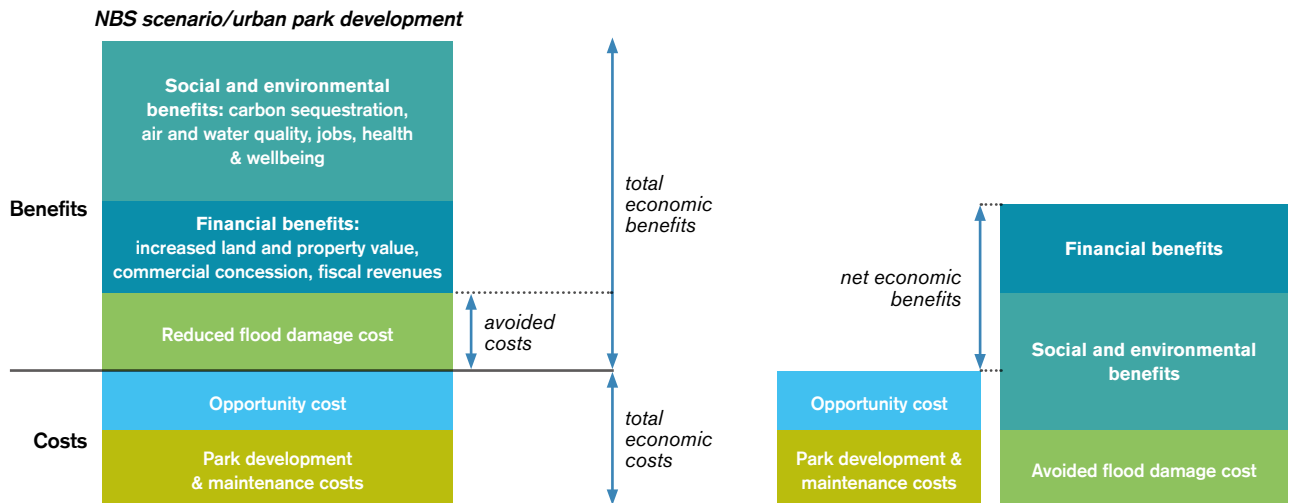 NBS scenario/urban park development
Benefits
Social and environmental
benefits: carbon sequestration,
air and water quality, jobs, health
& wellbeing
Financial benefits:
increased land and property value,
commercial concession, fiscal revenues
Reduced flood damage cost
avoided
costs
total
economic
benefits
Costs
Opportunity cost
Park development
& maintenance costs
total
economic
costs
net economic
benefits
Opportunity cost
Park development &
maintenance costs
Financial benefits
Social and environmental
benefits
Avoided flood damage cost